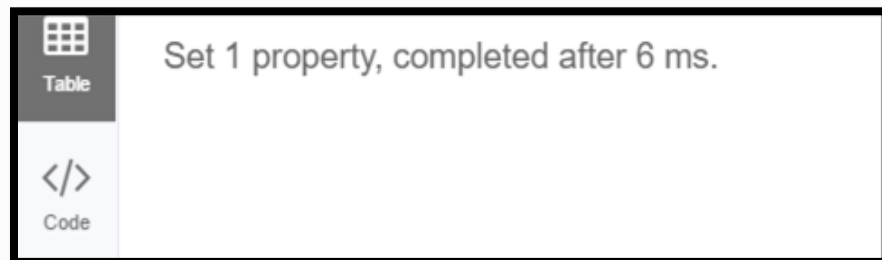 Table
Set 1 property, completed after 6 ms.
</>
Code